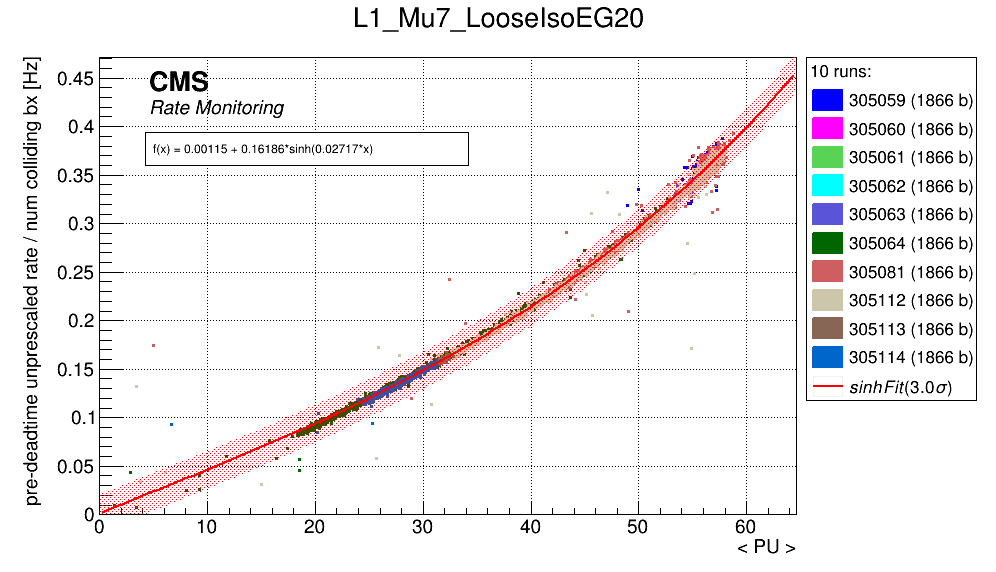 L1_Mu7_LooseIsoEG20
pre-deadtime unprescaled rate / num colliding bx [Hz]
CMS
Rate Monitoring
f(x) = 0.00115 + 0.16186*sinh(0.02717*x)
0.45
0.4
0.35
0.3
0.25
0.2
0.15
0.1
0.05
0
0 10 20 30 40 50 60
< PU >
10 runs:
305059 (1866 b)
305060 (1866 b)
305061 (1866 b)
305062 (1866 b)
305063 (1866 b)
305064 (1866 b)
305081 (1866 b)
305112 (1866 b)
305113 (1866 b)
305114 (1866 b)
sinhFit(3.0σ)